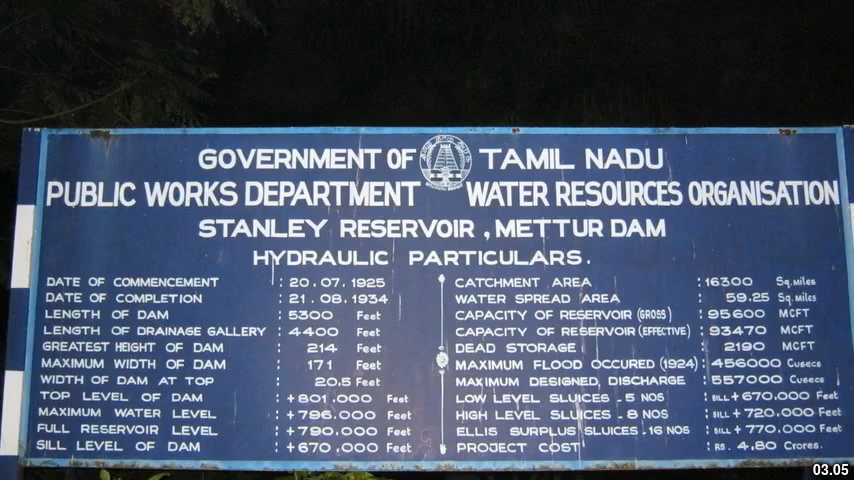 GOVERNMENT OF TAMIL NADU
PUBLIC WORKS DEPARTMENT WATER RESOURCES ORGANISATION
STANLEY RESERVOIR, METTUR DAM
HYDRAULIC PARTICULARS.
DATE OF COMMENCEMENT : 20.07.1925
DATE OF COMPLETION : 21.08.1934
LENGTH OF DAM : 5300 Feet
LENGTH OF DRAINAGE GALLERY : 4400 Feet
GREATEST HEIGHT OF DAM : 214 Feet
MAXIMUM WIDTH OF DAM : 171 Feet
WIDTH OF DAM AT TOP : 20.5 Feet
TOP LEVEL OF DAM : +801.000 Feet
MAXIMUM WATER LEVEL : +796.000 Feet
FULL RESERVOIR LEVEL : +790.000 Feet
SILL LEVEL OF DAM : +670.000 Feet
CATCHMENT AREA : 16300 Sq.miles
WATER SPREAD AREA : 59.25 Sq.miles
CAPACITY OF RESERVOIR (GROSS) : 95600 MCFT
CAPACITY OF RESERVOIR (EFFECTIVE) : 93470 MCFT
DEAD STORAGE : 2190 MCFT
MAXIMUM FLOOD OCCURED (1924) : 456000 Cusecs
MAXIMUM DESIGNED, DISCHARGE : 557000 Cusecs
LOW LEVEL SLUICES - 5 NOS : SILL +670.000 Feet
HIGH LEVEL SLUICES - 8 NOS : SILL +720.000 Feet
ELLIS SURPLUS SLUICES - 16 NOS : SILL +770.000 Feet
PROJECT COST : RS. 4.80 Crores.
03.05